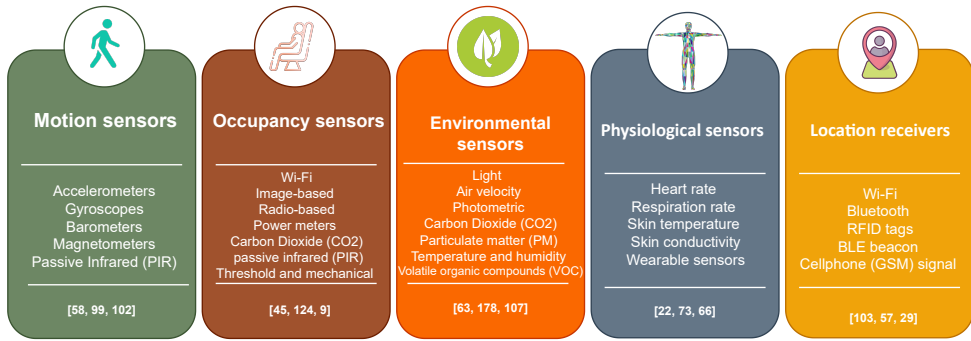 Motion sensors
Accelerometers
Gyroscopes
Barometers
Magnetometers
Passive Infrared (PIR)
[58, 99, 102]
Occupancy sensors
Wi-Fi
Image-based
Radio-based
Power meters
Carbon Dioxide (CO2)
passive infrared (PIR)
Threshold and mechanical
[45, 124, 9]
Environmental
sensors
Light
Air velocity
Photometric
Carbon Dioxide (CO2)
Particulate matter (PM)
Temperature and humidity
Volatile organic compounds (VOC)
[63, 178, 107]
Physiological sensors
Heart rate
Respiration rate
Skin temperature
Skin conductivity
Wearable sensors
[22, 73, 66]
Location receivers
Wi-Fi
Bluetooth
RFID tags
BLE beacon
Cellphone (GSM) signal
[103, 57, 29]